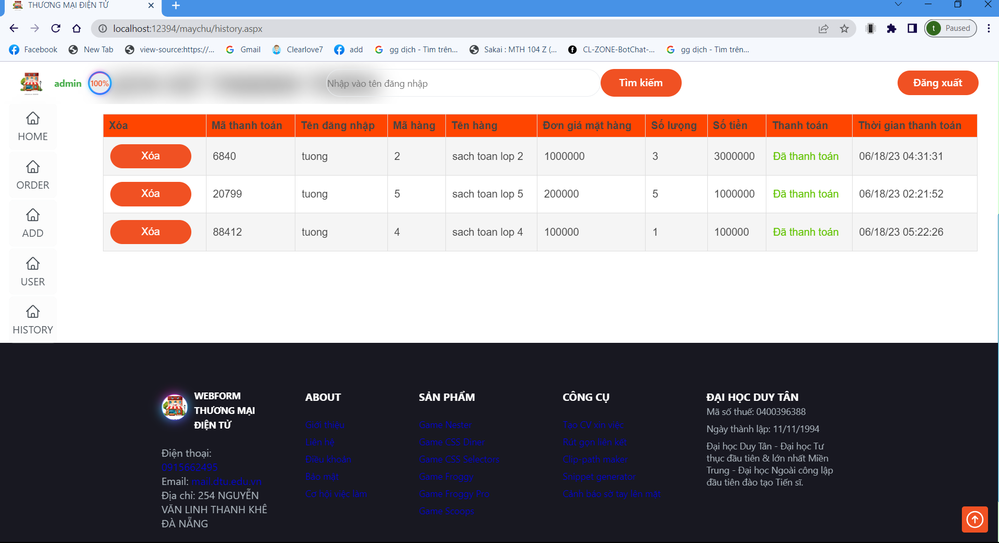 THƯƠNG MẠI ĐIỆN TỬ
localhost:12394/maychu/history.aspx
t Paused
Facebook New Tab view-source:https://... Gmail Clearlove7 add gg dịch - Tìm trên... Sakai : MTH 104 Z (... CL-ZONE-BotChat-... gg dịch - Tìm trên...
admin 100% Nhập vào tên đăng nhập Tìm kiếm Đăng xuất
HOME
ORDER
ADD
USER
HISTORY
Xóa Mã thanh toán Tên đăng nhập Mã hàng Tên hàng Đơn giá mặt hàng Số lượng Số tiền Thanh toán Thời gian thanh toán
Xóa 6840 tuong 2 sach toan lop 2 1000000 3 3000000 Đã thanh toán 06/18/23 04:31:31
Xóa 20799 tuong 5 sach toan lop 5 200000 5 1000000 Đã thanh toán 06/18/23 02:21:52
Xóa 88412 tuong 4 sach toan lop 4 100000 1 100000 Đã thanh toán 06/18/23 05:22:26
WEBFORM
THƯƠNG MẠI
ĐIỆN TỬ
Điện thoại:
0915662495
Email: mail.dtu.edu.vn
Địa chỉ: 254 NGUYỄN
VĂN LINH THANH KHÊ
ĐÀ NẴNG
ABOUT
Giới thiệu
Liên hệ
Điều khoản
Bảo mật
Cơ hội việc làm
SẢN PHẨM
Game Nester
Game CSS Diner
Game CSS Selectors
Game Froggy
Game Froggy Pro
Game Scoops
CÔNG CỤ
Tạo CV xin việc
Rút gọn liên kết
Clip-path maker
Snippet generator
Cảnh báo sờ tay lên mặt
ĐẠI HỌC DUY TÂN
Mã số thuế: 0400396388
Ngày thành lập: 11/11/1994
Đại học Duy Tân - Đại học Tư
thục đầu tiên & lớn nhất Miền
Trung - Đại học Ngoài công lập
đầu tiên đào tạo Tiến sĩ.